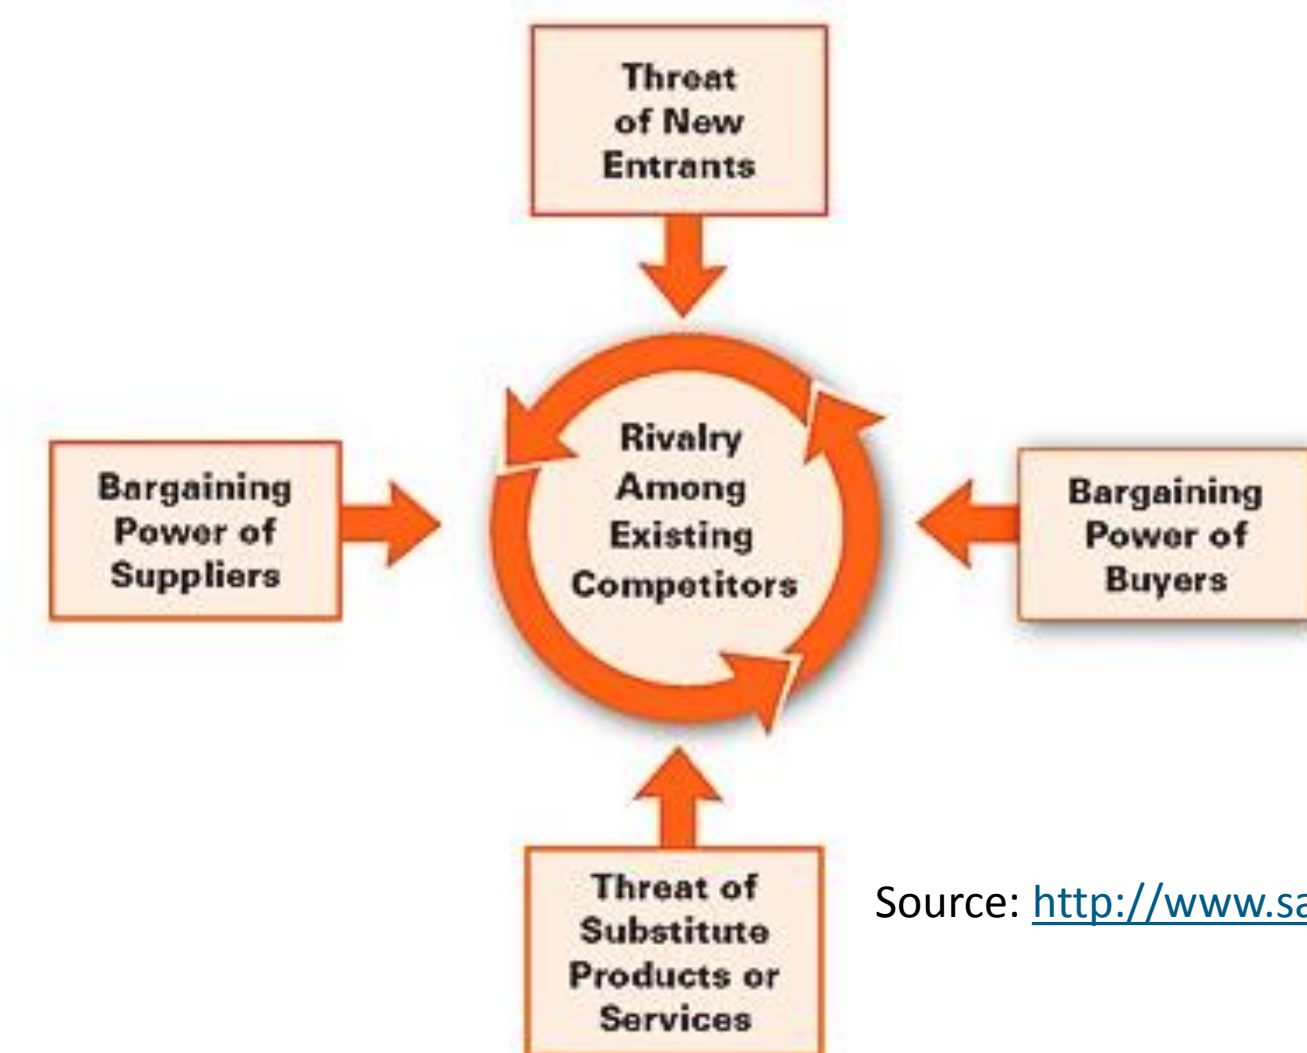 Threat
of New
Entrants
Bargaining
Power of
Suppliers
Rivalry
Among
Existing
Competitors
Bargaining
Power of
Buyers
Threat of
Substitute
Products or
Services
Source: http://www.sa